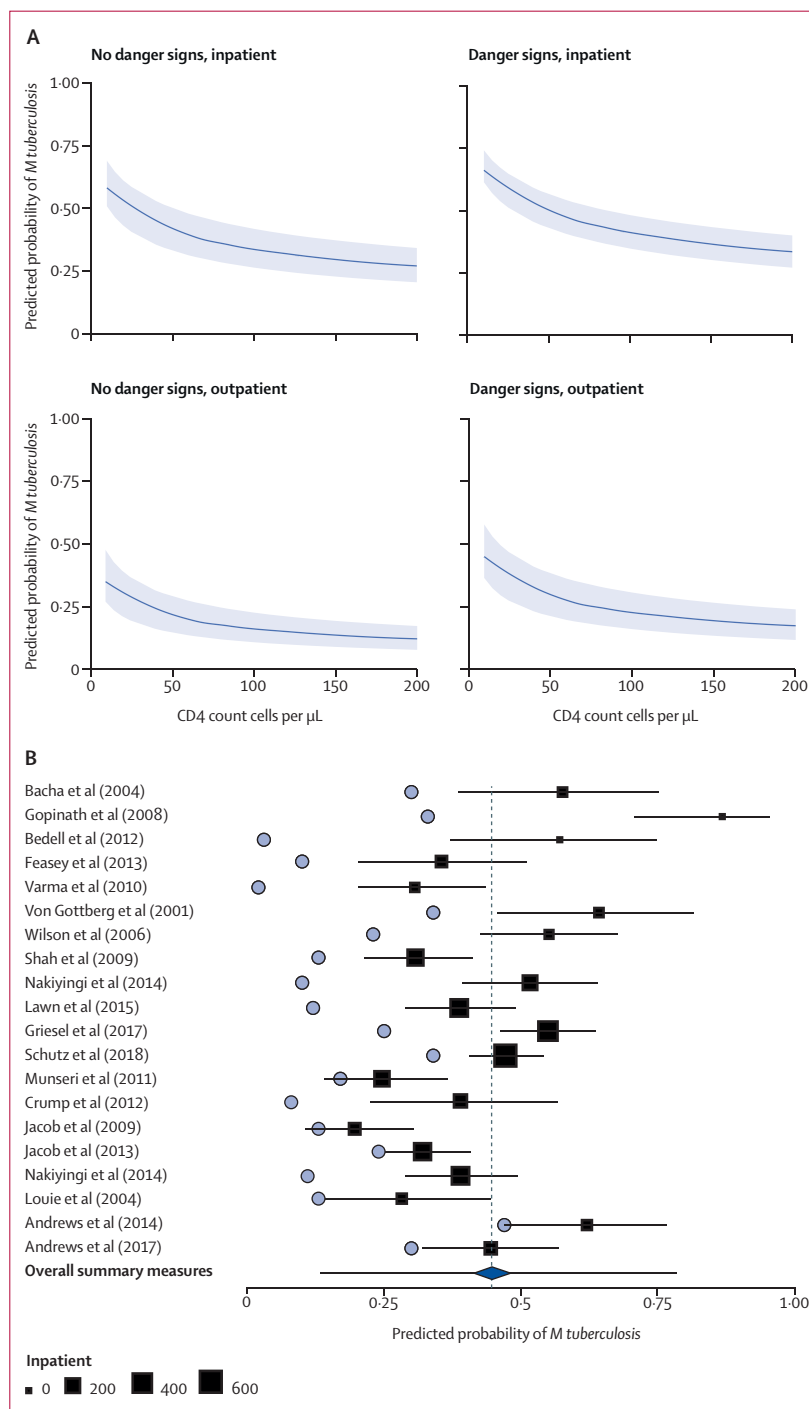 A
No danger signs, inpatient
Danger signs, inpatient
Predicted probability of M tuberculosis
1·00
0·75
0·50
0·25
0
No danger signs, outpatient
Danger signs, outpatient
Predicted probability of M tuberculosis
1·00
0·75
0·50
0·25
0
0 50 100 150 200
0 50 100 150 200
CD4 count cells per µL
CD4 count cells per µL
B
Bacha et al (2004)
Gopinath et al (2008)
Bedell et al (2012)
Feasey et al (2013)
Varma et al (2010)
Von Gottberg et al (2001)
Wilson et al (2006)
Shah et al (2009)
Nakiyingi et al (2014)
Lawn et al (2015)
Griesel et al (2017)
Schutz et al (2018)
Munseri et al (2011)
Crump et al (2012)
Jacob et al (2009)
Jacob et al (2013)
Nakiyingi et al (2014)
Louie et al (2004)
Andrews et al (2014)
Andrews et al (2017)
Overall summary measures
0 0·25 0·5 0·75 1·00
Predicted probability of M tuberculosis
Inpatient
0 200 400 600